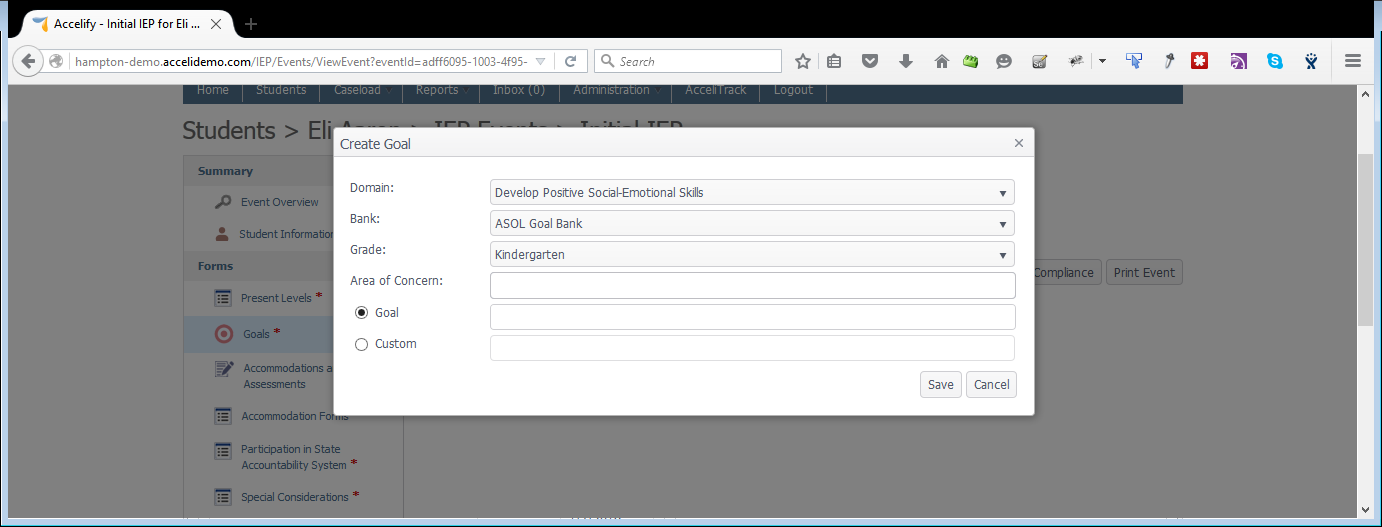 Accelify - Initial IEP for Eli ...
hampton-demo.accelidemo.com/IEP/Events/ViewEvent?eventId=adff6095-1003-4f95-
Search
Home Students Caseload Reports Inbox (0) Administration AcceliTrack Logout
Students > Eli Aaron > IEP Events > Initial IEP
Create Goal
Summary
Event Overview
Student Information
Forms
Present Levels *
Goals *
Accommodations a
Assessments
Accommodation Forms
Participation in State
Accountability System *
Special Considerations *
Domain: Develop Positive Social-Emotional Skills
Bank: ASOL Goal Bank
Grade: Kindergarten
Area of Concern:
Goal
Custom
Save Cancel
Compliance Print Event